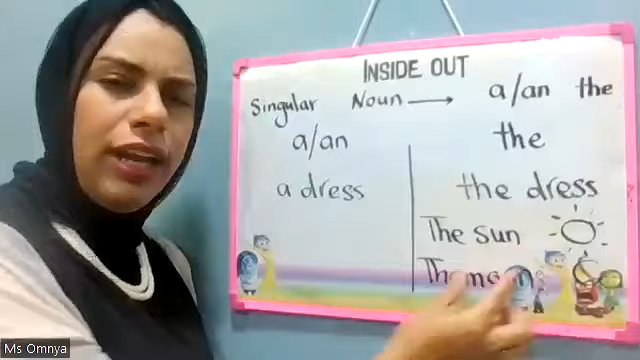 INSIDE OUT
Singular Noun → a/an the
a/an
the
a dress
the dress
The sun
Ms Omnya